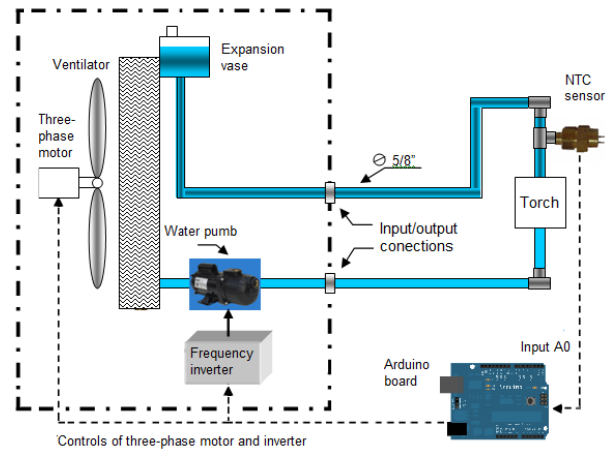 Expansion
vase
Ventilator
NTC
sensor
Three-
phase
motor
5/8"
Torch
Water pumb
Input/output
conections
Frequency
inverter
Input A0
Arduino
board
Controls of three-phase motor and inverter